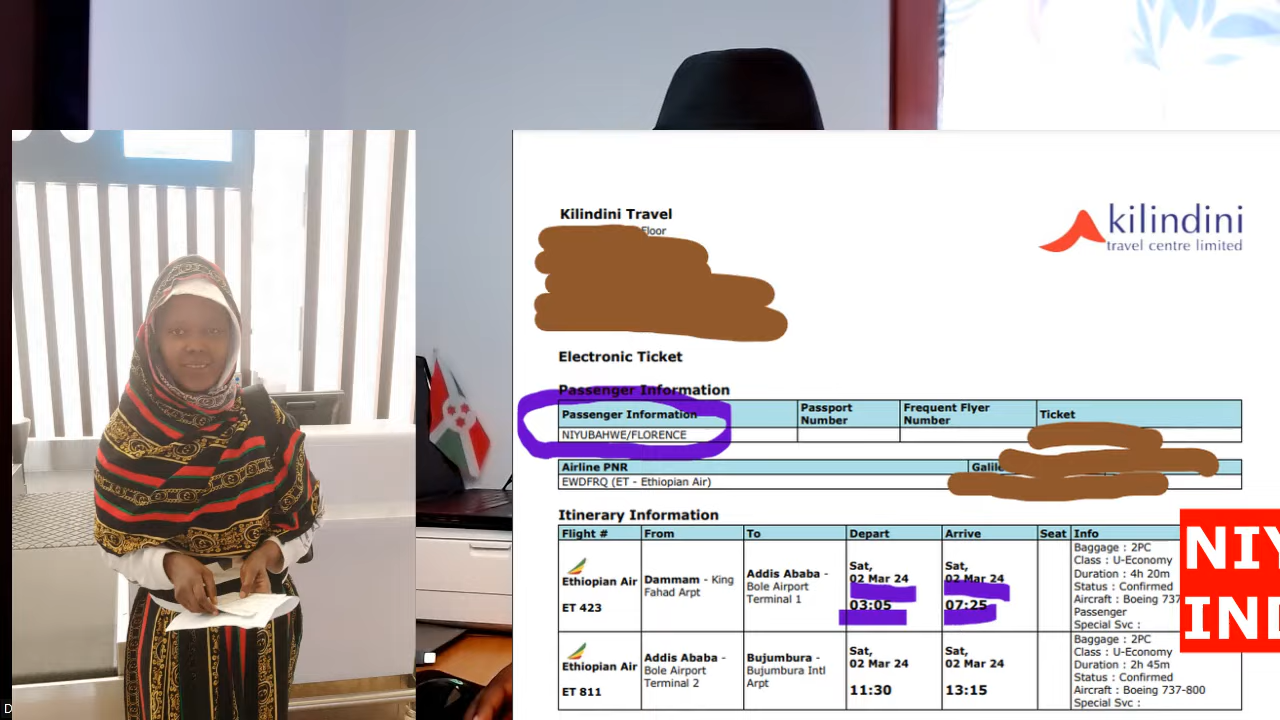 kilindini
travel centre limited
Kilindini Travel
Floor
Electronic Ticket
Passenger Information
Passenger Information
Passport Number
Frequent Flyer Number
Ticket
NIYUBAHWE/FLORENCE
Airline PNR
EWDFRQ (ET - Ethiopian Air)
Itinerary Information
Flight # From To Depart Arrive Seat Info
Ethiopian Air
ET 423
Dammam - King
Fahad Arpt
Addis Ababa -
Bole Airport
Terminal 1
Sat,
02 Mar 24
03:05
Sat,
02 Mar 24
07:25
Baggage : 2PC
Class : U-Economy
Duration : 4h 20m
Status : Confirmed
Aircraft : Boeing 737
Passenger
Special Svc :
Ethiopian Air
ET 811
Addis Ababa -
Bole Airport
Terminal 2
Bujumbura -
Bujumbura Intl
Arpt
Sat,
02 Mar 24
11:30
Sat,
02 Mar 24
13:15
Baggage : 2PC
Class : U-Economy
Duration : 2h 45m
Status : Confirmed
Aircraft : Boeing 737-800
Special Svc :
NIY
IND
D